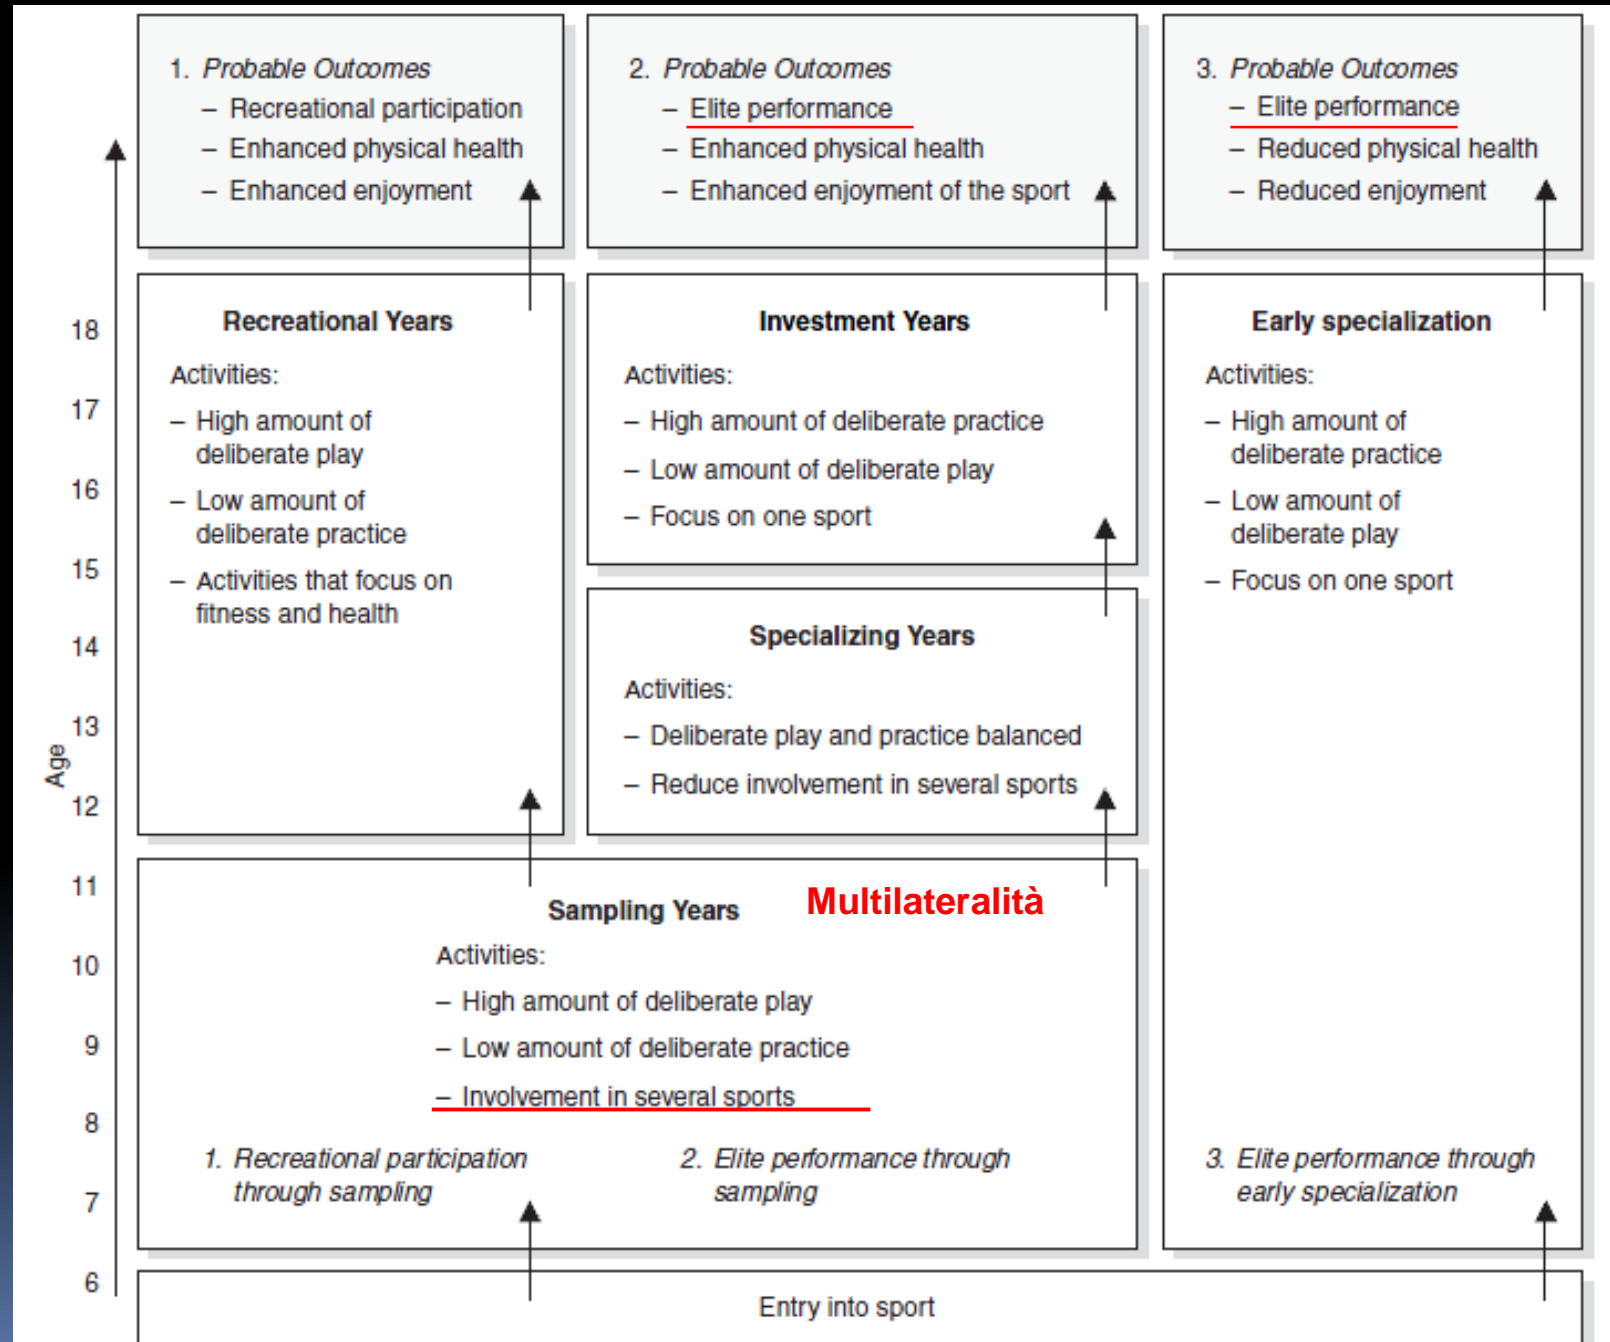 1. Probable Outcomes
– Recreational participation
– Enhanced physical health
– Enhanced enjoyment
2. Probable Outcomes
– Elite performance
– Enhanced physical health
– Enhanced enjoyment of the sport
3. Probable Outcomes
– Elite performance
– Reduced physical health
– Reduced enjoyment
Age
18
17
16
15
14
13
12
11
10
9
8
7
6
Recreational Years
Activities:
– High amount of
deliberate play
– Low amount of
deliberate practice
– Activities that focus on
fitness and health
Investment Years
Activities:
– High amount of deliberate practice
– Low amount of deliberate play
– Focus on one sport
Specializing Years
Activities:
– Deliberate play and practice balanced
– Reduce involvement in several sports
Early specialization
Activities:
– High amount of
deliberate practice
– Low amount of
deliberate play
– Focus on one sport
Sampling Years
Multilateralità
Activities:
– High amount of deliberate play
– Low amount of deliberate practice
– Involvement in several sports
1. Recreational participation
through sampling
2. Elite performance through
sampling
3. Elite performance through
early specialization
Entry into sport